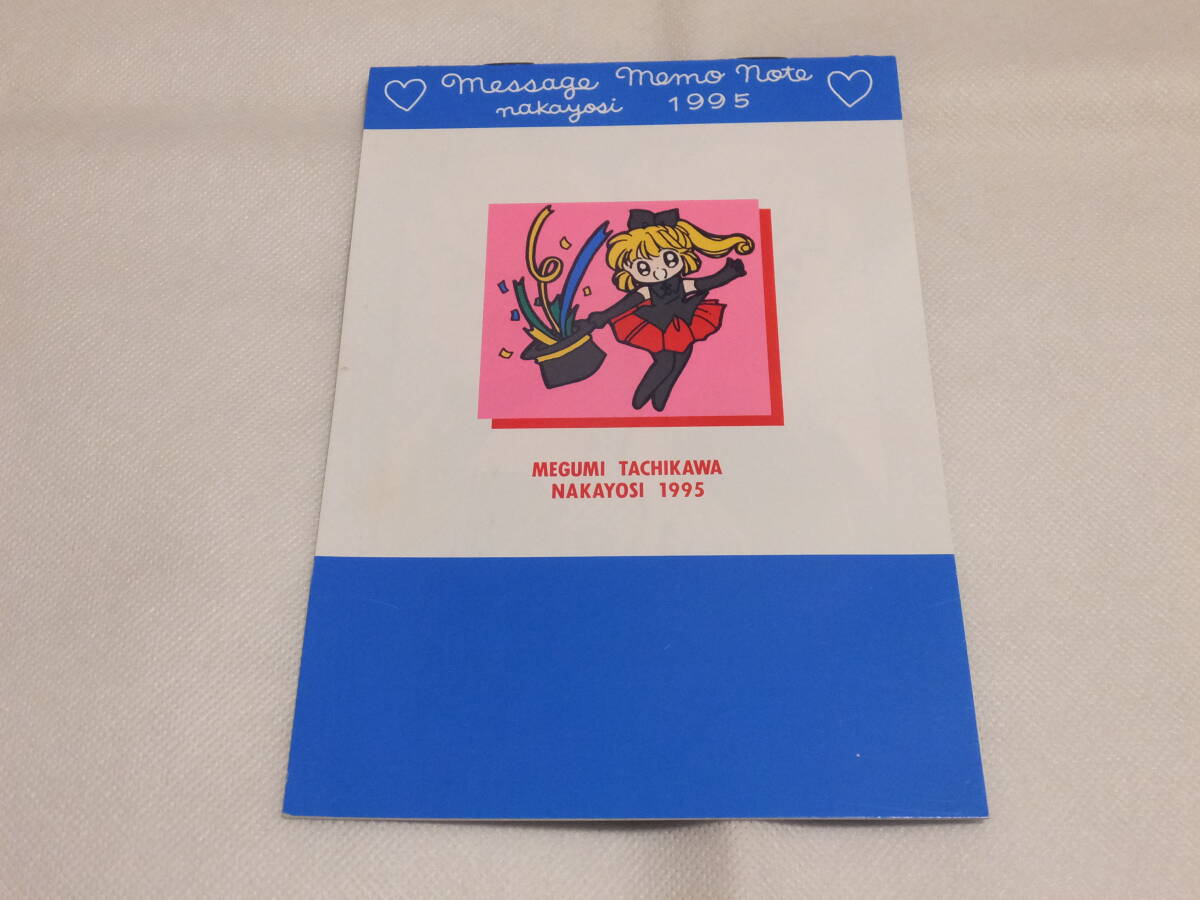 Message Memo Note
nakayosi 1995
MEGUMI TACHIKAWA
NAKAYOSI 1995